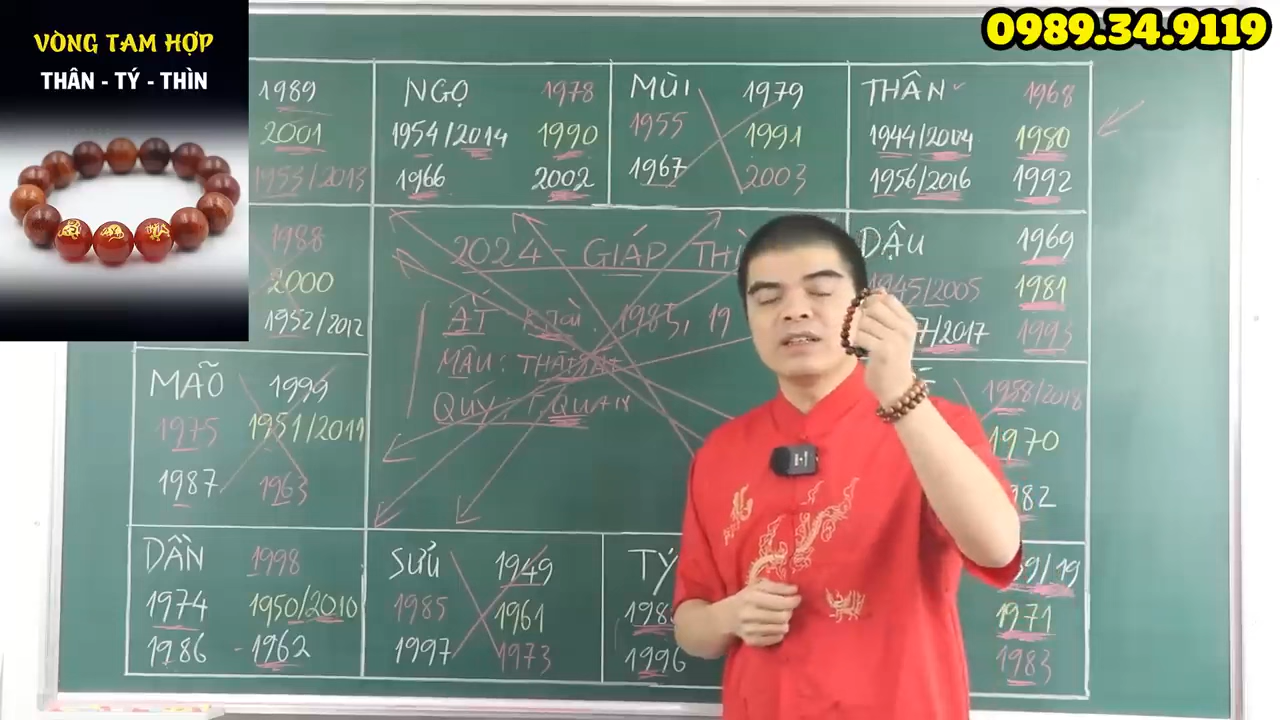 0989.34.9119
VÒNG TAM HỢP
THÂN - TÝ - THÌN
1989
2001
1953/2013
NGỌ 1978
1954/2014 1990
1966 2002
MÙI 1979
1955 1991
1967 2003
THÂN 1968
1944/2004 1980
1956/2016 1992
1988
2000
1952/2012
2024 - GIÁP
ẤT 1985, 19
MẬU:
QUÝ: T, QUAN
DẬU 1969
1945/2005 1981
/2017 1993
MÃO 1999
1975 1951/2011
1987 1963
1958/2018
1970
982
DẦN 1998
1974 1950/2010
1986 - 1962
SỬU 1949
1985 1961
1997 1973
TÝ
198
1996
59/19
1971
1983